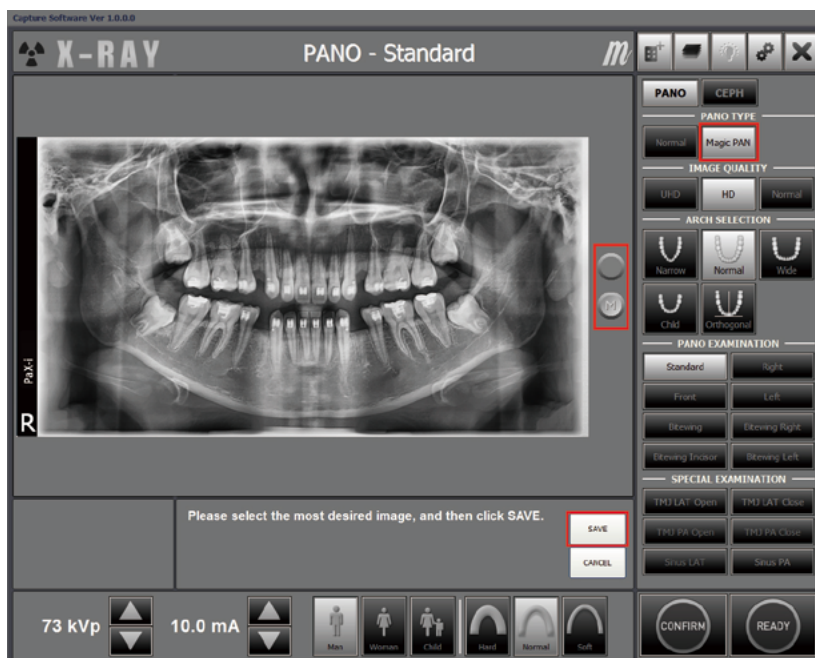 Capture Software Ver 1.0.0.0
X-RAY
PANO - Standard
m
PANO CEPH
PANO TYPE
Normal Magic PAN
IMAGE QUALITY
UHD HD Normal
ARCH SELECTION
Narrow Normal Wide
Child Orthogonal
M
PANO EXAMINATION
Standard Right
Front Left
Bitewing Bitewing Right
Bitewing Incisor Bitewing Left
PaX-i
R
SPECIAL EXAMINATION
TMJ LAT Open TMJ LAT Close
TMJ PA Open TMJ PA Close
Sinus LAT Sinus PA
Please select the most desired image, and then click SAVE.
SAVE
CANCEL
73 kVp
10.0 mA
Man Woman Child Hard Normal Soft
CONFIRM READY